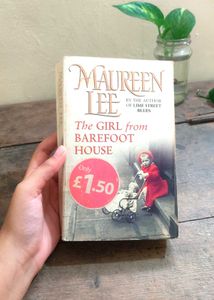 MAUREEN
LEE
BY THE AUTHOR
OF LIME STREET
BLUES
The GIRL from
BAREFOOT
HOUSE
Only
£1.50